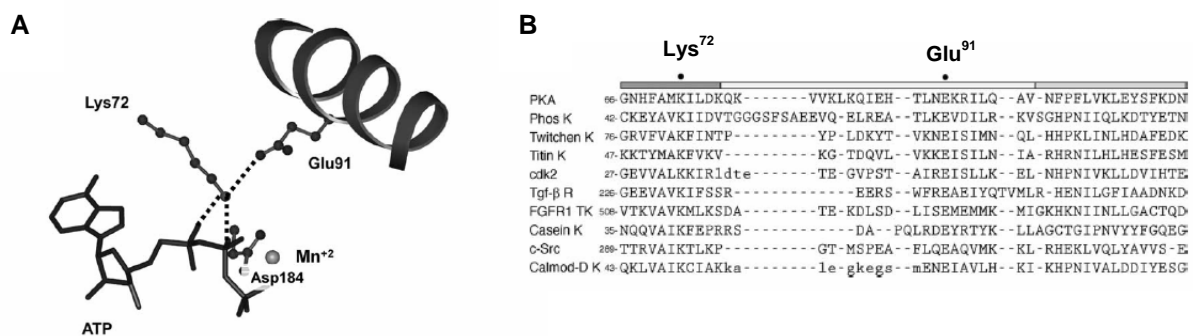 A
Lys72
Glu91
Mn+2
Asp184
ATP
B
Lys72
Glu91
PKA 66-GNHFAMKILDKQK--------VVKLKQIEH--TLNEKRILQ--AV-NFPFLVKLEYSFKDN
Phos K 42-CKEYAVKIIDVTGGGSFSAEEVQ-ELREA--TLKEVDILR--KVSGHPNIIQLKDTYETN
Twitchen K 76-GRVFVAKFINTP--------YP-LDKYT--VKNEISIMNQ--LHHPKLINLHDAFEDK
Titin K 47-KKTYMAKFVKV---------KG-TDQVL--VKKEISILN--IA-RHRNILHLHESFESM
cdk2 27-GEVVALKKIRldte------TE-GVPST--AIREISLLK--EL-NHPNIVKLLDVIHTE
Tgf-β R 226-GEEVAVKIFSSR---------EERS--WFREAEIYQTVMLR-HENILGFIAADNKD
FGFR1 TK 508-VTKVAVKMLKSDA------TE-KDLSD--LISEMEMMK--MIGKHKNIINLLGACTQD
Casein K 35-NQQVAIKFEPRRS---------DA--PQLRDEYRTYK--LLAGCTGIPNVYYFGQEG
c-Src 289-TTRVAIKTLKP--------GT-MSPEA--FLQEAQVMK--KL-RHEKLVQLYAVVS-E
Calmod-D K 43-QKLVAIKCIAKka------le-gkegs--mENEIAVLH--KI-KHPNIVALDDIYESG